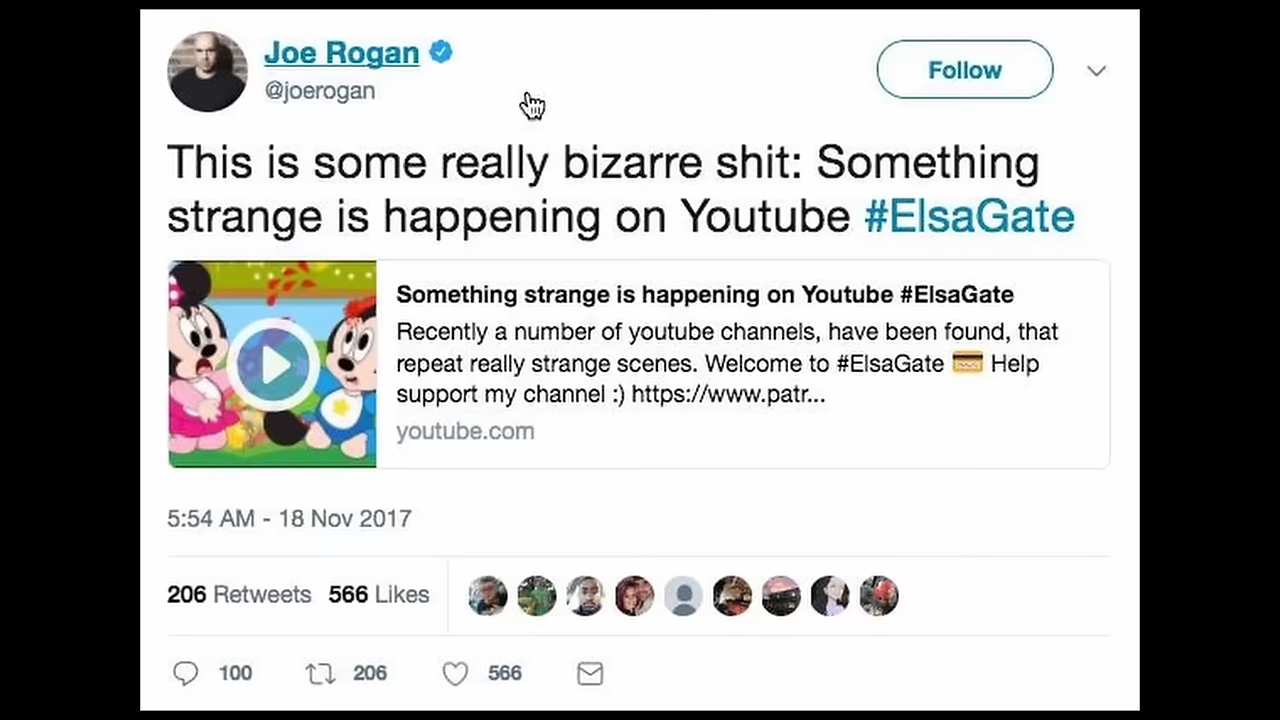 Joe Rogan
@joerogan
Follow
This is some really bizarre shit: Something
strange is happening on Youtube #ElsaGate
Something strange is happening on Youtube #ElsaGate
Recently a number of youtube channels, have been found, that
repeat really strange scenes. Welcome to #ElsaGate 💳 Help
support my channel :) https://www.patr...
youtube.com
5:54 AM - 18 Nov 2017
206 Retweets 566 Likes
100 206 566